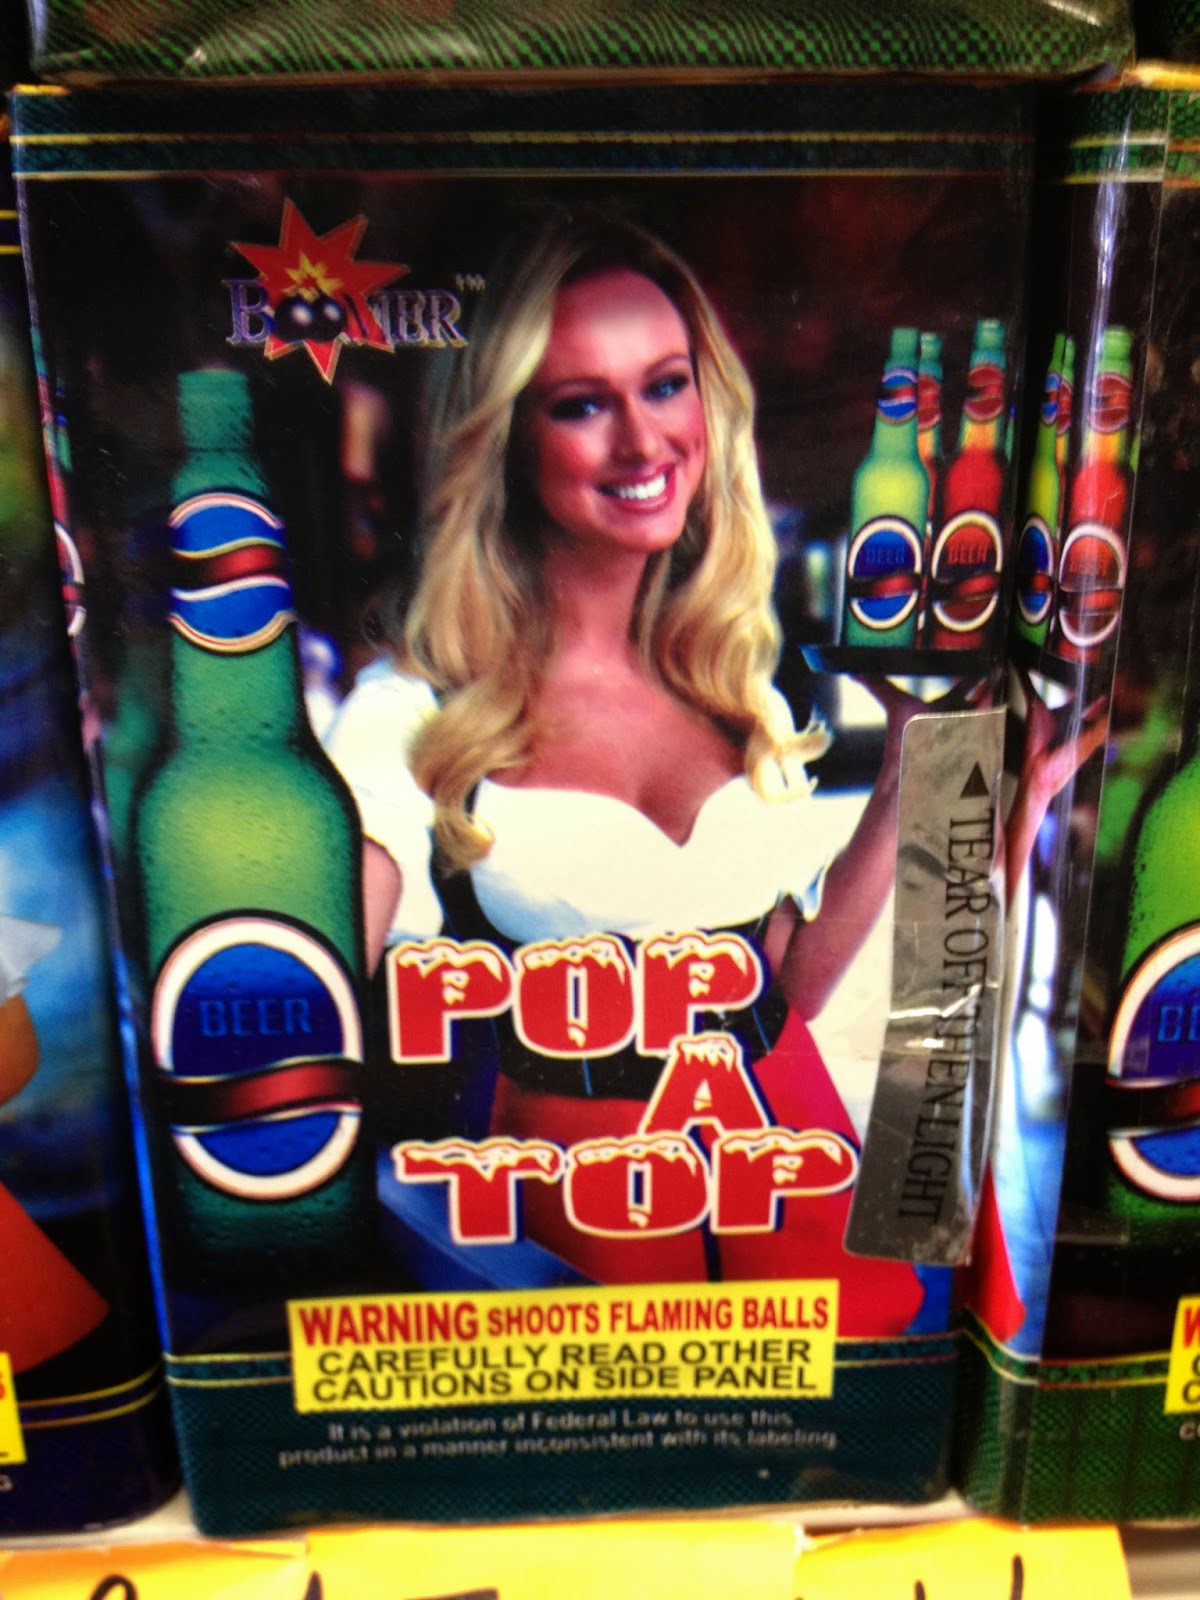 BOOMER™
BEER
BEER
BEER
BEER
POP
A
TOP
◄ TEAR OFF THEN LIGHT
WARNING SHOOTS FLAMING BALLS
CAREFULLY READ OTHER
CAUTIONS ON SIDE PANEL
It is a violation of Federal Law to use this
product in a manner inconsistent with its labeling.